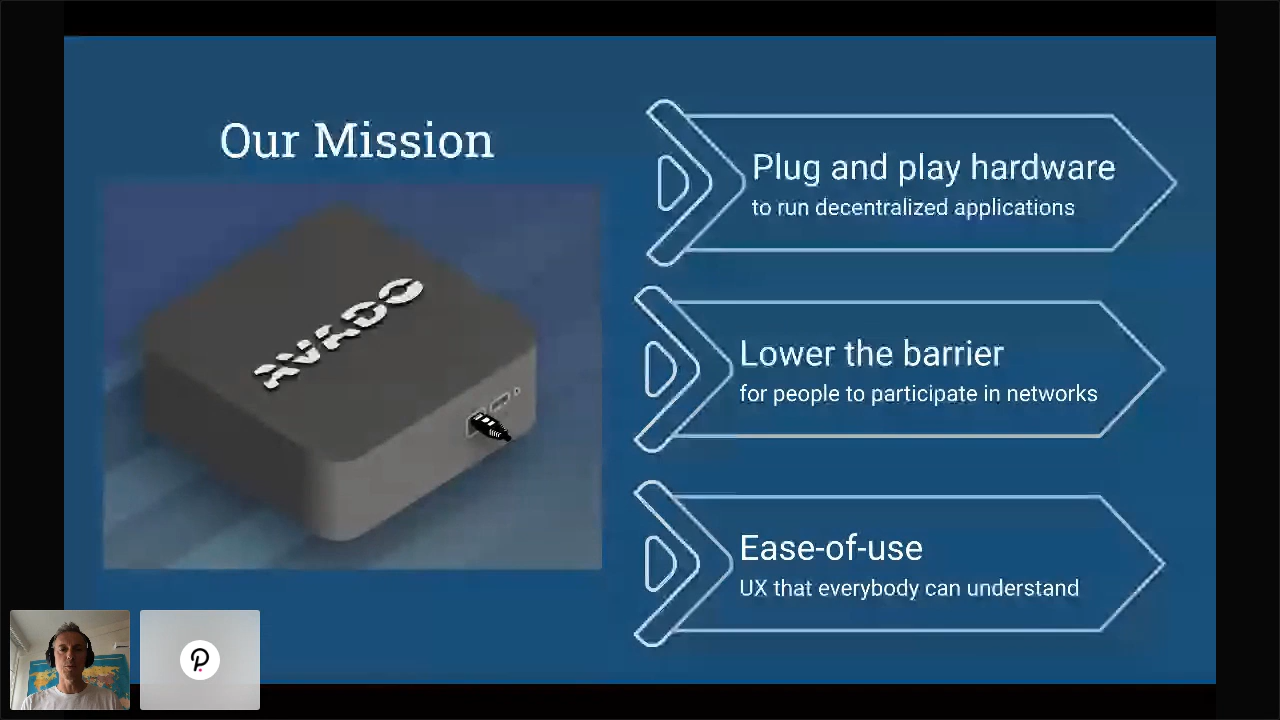 Our Mission
AVADO
Plug and play hardware
to run decentralized applications
Lower the barrier
for people to participate in networks
Ease-of-use
UX that everybody can understand